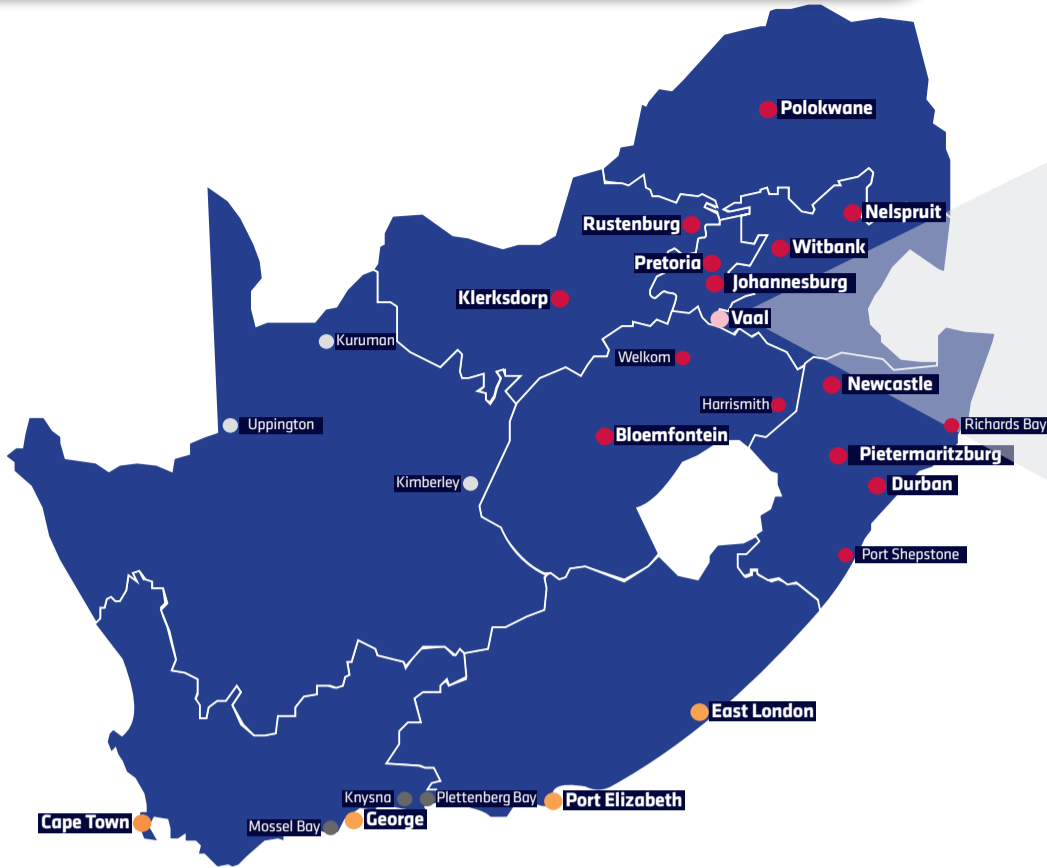 Polokwane
Nelspruit
Rustenburg
Witbank
Pretoria
Johannesburg
Klerksdorp
Vaal
Kuruman
Welkom
Newcastle
Harrismith
Uppington
Richards Bay
Bloemfontein
Pietermaritzburg
Kimberley
Durban
Port Shepstone
East London
Knysna
Plettenberg Bay
Port Elizabeth
Cape Town
Mossel Bay
George